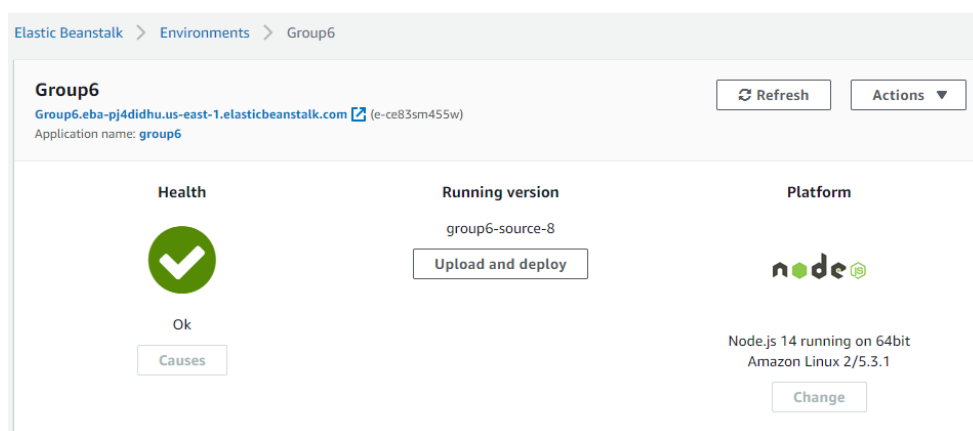 Elastic Beanstalk > Environments > Group6
Group6
Refresh
Actions ▼
Group6.eba-pj4didhu.us-east-1.elasticbeanstalk.com (e-ce83sm455w)
Application name: group6
Health
Running version
Platform
group6-source-8
Upload and deploy
node JS
Ok
Causes
Node.js 14 running on 64bit
Amazon Linux 2/5.3.1
Change